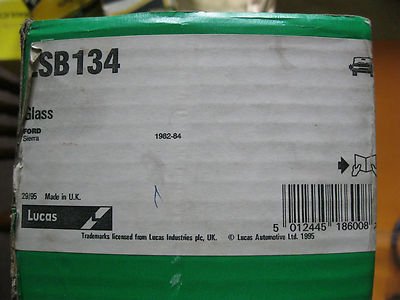 LSB134
Glass
FORD
Sierra 1982-84
29/95 Made in U.K.
Lucas
Trademarks licensed from Lucas Industries plc, UK. © Lucas Automotive Ltd. 1995
5 012445 186008